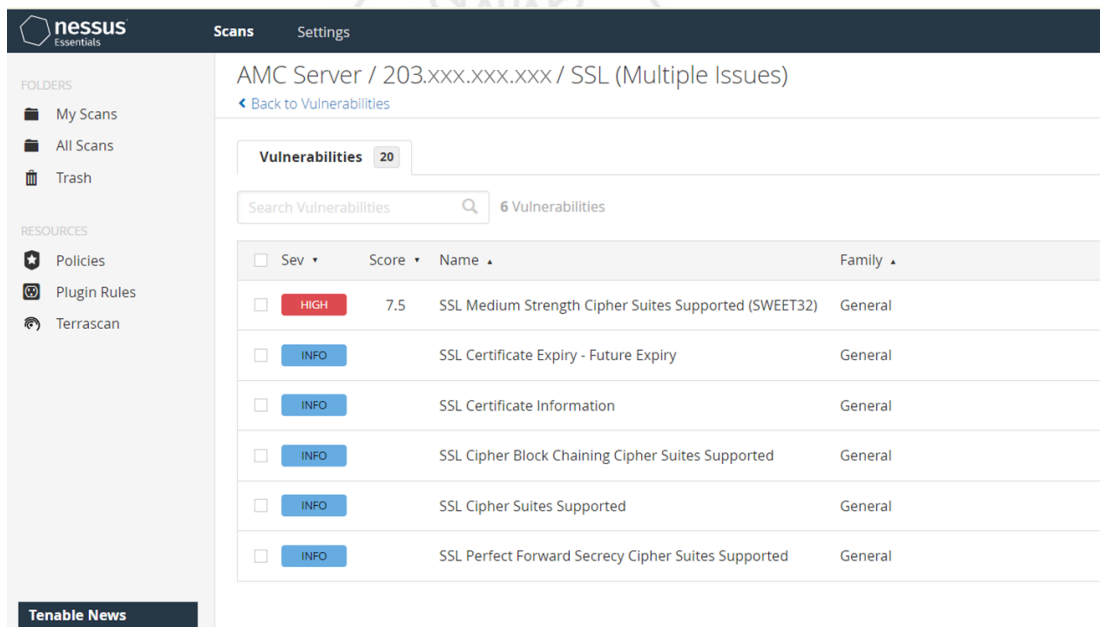 nessus
Essentials
Scans
Settings
FOLDERS
My Scans
All Scans
Trash
RESOURCES
Policies
Plugin Rules
Terrascan
Tenable News
AMC Server / 203.xxx.xxx.xxx / SSL (Multiple Issues)
Back to Vulnerabilities
Vulnerabilities 20
Search Vulnerabilities
6 Vulnerabilities
Sev Score Name Family
HIGH 7.5 SSL Medium Strength Cipher Suites Supported (SWEET32) General
INFO SSL Certificate Expiry - Future Expiry General
INFO SSL Certificate Information General
INFO SSL Cipher Block Chaining Cipher Suites Supported General
INFO SSL Cipher Suites Supported General
INFO SSL Perfect Forward Secrecy Cipher Suites Supported General